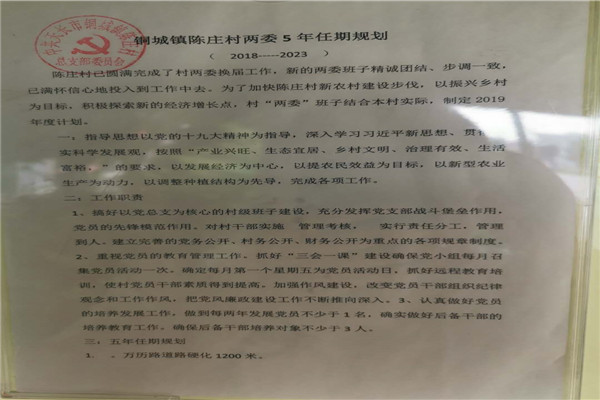 铜城镇陈庄村两委5年任期规划
（ 2018----2023 ）
陈庄村已圆满完成了村两委换届工作，新的两委班子精诚团结、步调一致，
已满怀信心地投入到工作中去。为了加快陈庄村新农村建设步伐，以振兴乡村
为目标，积极探索新的经济增长点，村“两委”班子结合本村实际，制定2019
年度计划。
一：指导思想以党的十九大精神为指导，深入学习习近平新思想、贯
实科学发展观，按照“产业兴旺、生态宜居、乡村文明、治理有效、生活
富裕，”的要求，以发展经济为中心，以提农民效益为目标，以新型农业
生产为动力，以调整种植结构为先导，完成各项工作。
二：工作职责
1、搞好以党总支为核心的村级班子建设，充分发挥党支部战斗堡垒作用，
党员的先锋模范作用。对村干部实施 管理考核， 实行责任分工，管理
到人、建立完善的党务公开、村务公开、财务公开为重点的各项规章制度。
2、重视党员的教育管理工作、抓好“三会一课”建设确保党小组每月召
集党员活动一次。确定每月第一个星期五为党员活动日，抓好远程教育培
训，使村党员干部素质得到提高，加强作风建设，改变党员干部组织纪律
观念和工作作风，把党风廉政建设工作不断推向深入。3、认真做好党员
的培养发展工作，做到每两年发展党员不少于1名，确实做好后备干部的
培养教育工作，确保后备干部培养对象不少于3人。
三：五年任期规划
1. 、万历路道路硬化1200米。
总支部委员会